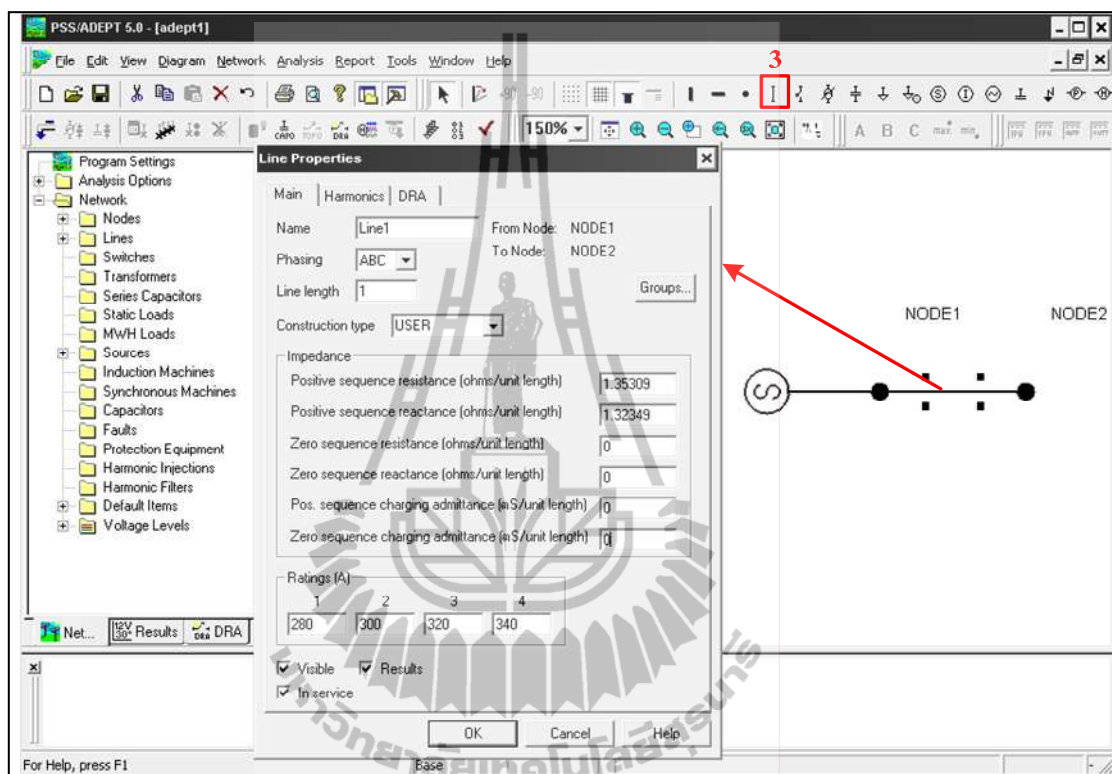 PSS/ADEPT 5.0 - [adept1]
File Edit View Diagram Network Analysis Report Tools Window Help
3
150%
A B C max min
Program Settings
Analysis Options
Network
Nodes
Lines
Switches
Transformers
Series Capacitors
Static Loads
MWH Loads
Sources
Induction Machines
Synchronous Machines
Capacitors
Faults
Protection Equipment
Harmonic Injections
Harmonic Filters
Default Items
Voltage Levels
Net... Results DRA
Line Properties
Main Harmonics DRA
Name Line1 From Node: NODE1
To Node: NODE2
Phasing ABC
Line length 1 Groups...
Construction type USER
Impedance
Positive sequence resistance (ohms/unit length) 1.35309
Positive sequence reactance (ohms/unit length) 1.32349
Zero sequence resistance (ohms/unit length) 0
Zero sequence reactance (ohms/unit length) 0
Pos. sequence charging admittance (สS/unit length) 0
Zero sequence charging admittance (สS/unit length) 0
Ratings (A)
1 2 3 4
280 300 320 340
Visible Results
In service
OK Cancel Help
NODE1 NODE2
S
For Help, press F1 Base